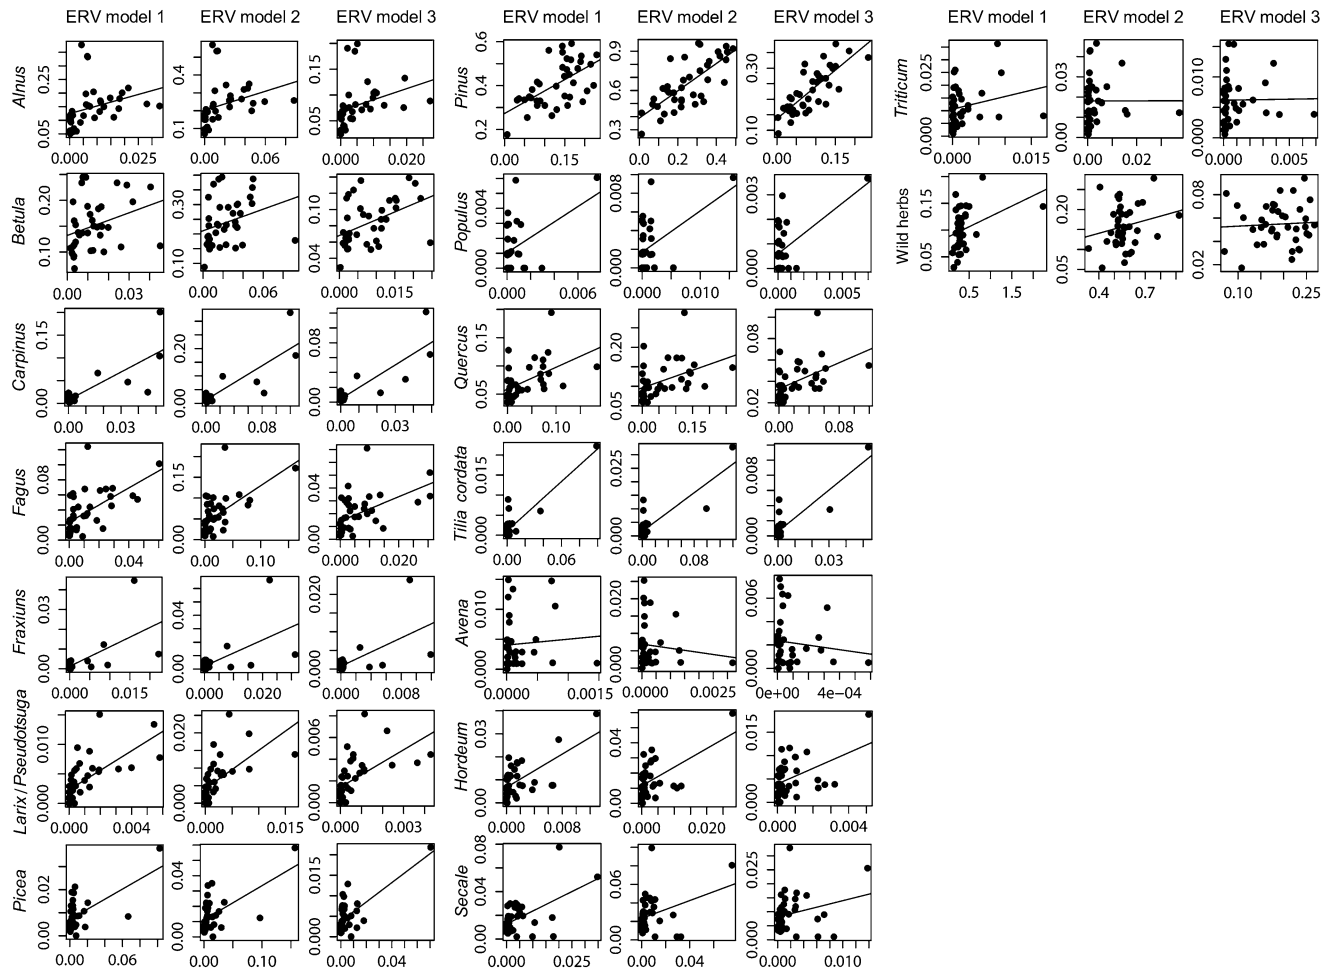 ERV model 1 ERV model 2 ERV model 3 ERV model 1 ERV model 2 ERV model 3 ERV model 1 ERV model 2 ERV model 3
Alnus 0.05 0.25 0.1 0.4 0.05 0.15 Pinus 0.2 0.4 0.6 0.3 0.6 0.9 0.10 0.30 Triticum 0.000 0.025 0.00 0.03 0.000 0.010
0.000 0.025 0.00 0.06 0.000 0.020 0.00 0.15 0.0 0.2 0.4 0.00 0.15 0.000 0.015 0.00 0.02 0.000 0.005
Betula 0.10 0.20 0.10 0.30 0.04 0.10 Populus 0.000 0.004 0.000 0.008 0.000 0.003 Wild herbs 0.05 0.15 0.05 0.20 0.02 0.08
0.00 0.03 0.00 0.06 0.000 0.015 0.000 0.006 0.000 0.010 0.000 0.005 0.5 1.5 0.4 0.7 0.10 0.25
Carpinus 0.00 0.15 0.00 0.20 0.00 0.08 Quercus 0.05 0.15 0.05 0.20 0.02 0.08
0.00 0.03 0.00 0.08 0.00 0.03 0.00 0.10 0.00 0.15 0.00 0.08
Fagus 0.00 0.08 0.00 0.15 0.00 0.04 Tilia cordata 0.000 0.015 0.000 0.025 0.000 0.008
0.00 0.04 0.00 0.10 0.000 0.020 0.00 0.06 0.00 0.08 0.00 0.03
Fraxiuns 0.00 0.03 0.00 0.04 0.000 0.020 Avena 0.000 0.010 0.000 0.020 0.000 0.006
0.000 0.015 0.000 0.020 0.000 0.008 0.0000 0.0015 0.0000 0.0025 0e+00 4e−04
Larix / Pseudotsuga 0.000 0.010 0.000 0.020 0.000 0.006 Hordeum 0.00 0.03 0.00 0.04 0.000 0.015
0.000 0.004 0.000 0.015 0.000 0.003 0.000 0.008 0.000 0.020 0.000 0.004
Picea 0.00 0.02 0.00 0.04 0.000 0.015 Secale 0.00 0.04 0.08 0.00 0.06 0.000 0.025
0.00 0.06 0.00 0.10 0.00 0.04 0.000 0.025 0.00 0.04 0.000 0.010